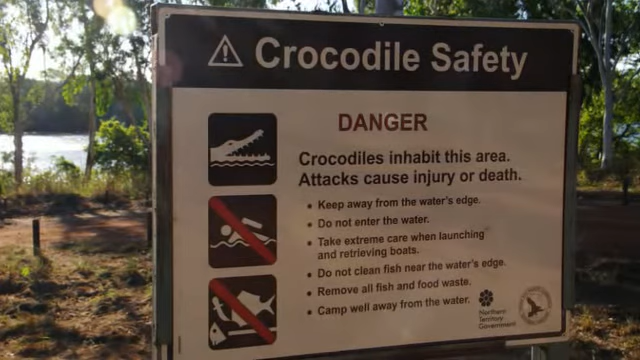 Crocodile Safety
DANGER
Crocodiles inhabit this area.
Attacks cause injury or death.
• Keep away from the water's edge.
• Do not enter the water.
• Take extreme care when launching
and retrieving boats.
• Do not clean fish near the water's edge.
• Remove all fish and food waste.
• Camp well away from the water.
Northern
Territory
Government